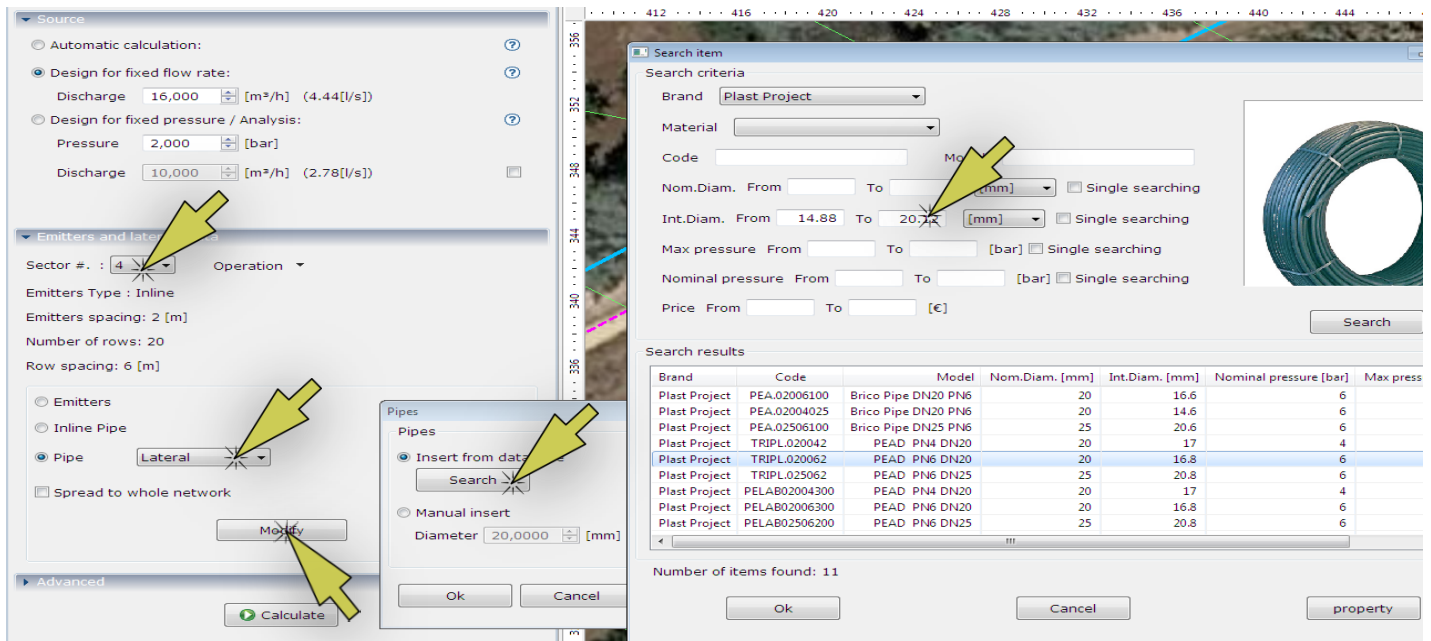 Source
Automatic calculation:
Design for fixed flow rate:
Discharge 16,000 [m³/h] (4.44[l/s])
Design for fixed pressure / Analysis:
Pressure 2,000 [bar]
Discharge 10,000 [m³/h] (2.78[l/s])
Emitters and
Sector #. : 4 Operation
Emitters Type : Inline
Emitters spacing: 2 [m]
Number of rows: 20
Row spacing: 6 [m]
Emitters
Inline Pipe
Pipe Lateral
Spread to whole network
Modify
Advanced
Calculate
Pipes
Pipes
Insert from
Search
Manual insert
Diameter 20,0000 [mm]
Ok Cancel
412 416 420 424 428 432 436 440 444
356
352
348
344
340
336
Search item
Search criteria
Brand Plast Project
Material
Code
Nom.Diam. From To [mm] Single searching
Int.Diam. From 14.88 To 20.12 [mm] Single searching
Max pressure From To [bar] Single searching
Nominal pressure From To [bar] Single searching
Price From To [€]
Search
Search results
Brand Code Model Nom.Diam. [mm] Int.Diam. [mm] Nominal pressure [bar] Max press
Plast Project PEA.02006100 Brico Pipe DN20 PN6 20 16.6 6
Plast Project PEA.02004025 Brico Pipe DN20 PN6 20 14.6 6
Plast Project PEA.02506100 Brico Pipe DN25 PN6 25 20.6 6
Plast Project TRIPL.020042 PEAD PN4 DN20 20 17 4
Plast Project TRIPL.020062 PEAD PN6 DN20 20 16.8 6
Plast Project TRIPL.025062 PEAD PN6 DN25 25 20.8 6
Plast Project PELAB02004300 PEAD PN4 DN20 20 17 4
Plast Project PELAB02006300 PEAD PN6 DN20 20 16.8 6
Plast Project PELAB02506200 PEAD PN6 DN25 25 20.8 6
Number of items found: 11
Ok Cancel property